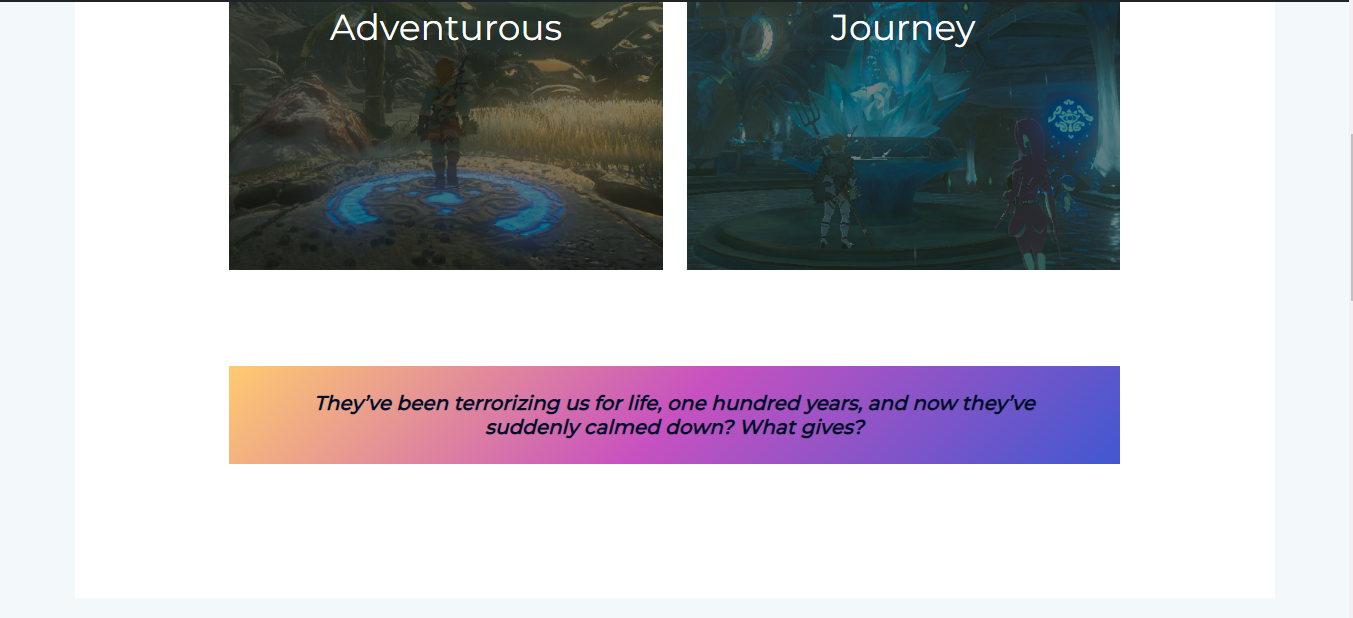 Adventurous
Journey
They’ve been terrorizing us for life, one hundred years, and now they’ve
suddenly calmed down? What gives?